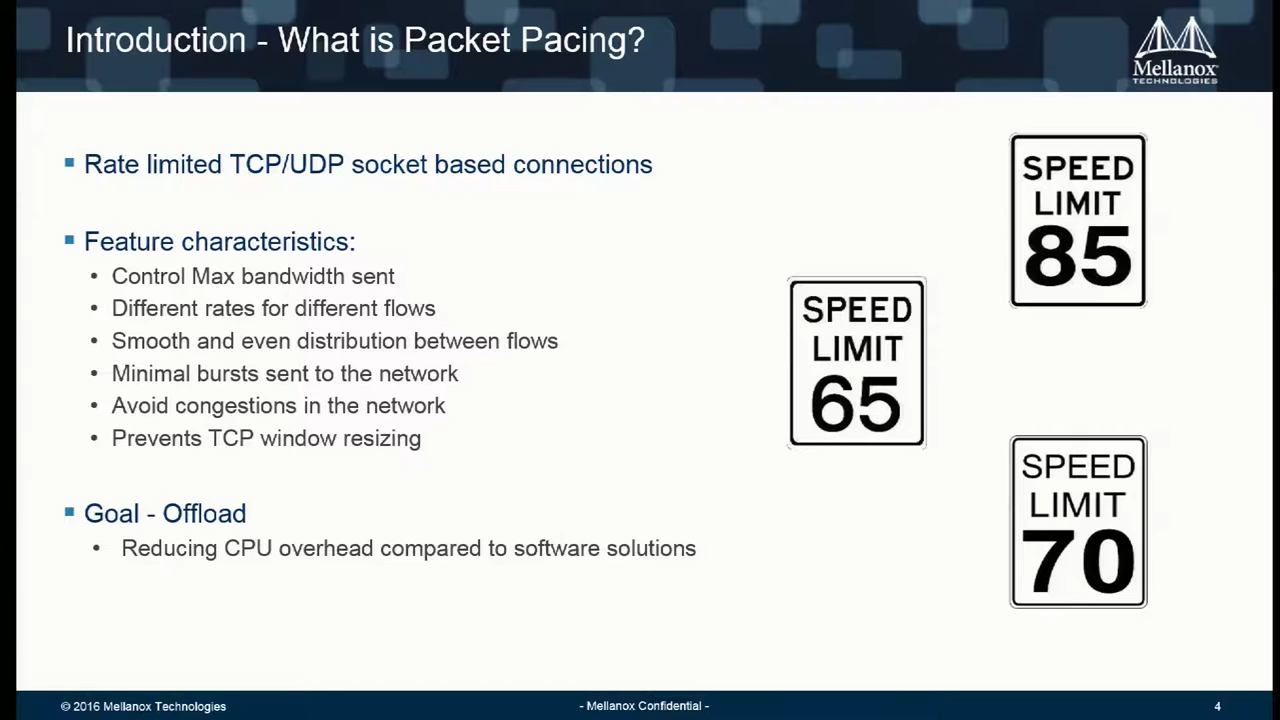 Introduction - What is Packet Pacing?
Mellanox
TECHNOLOGIES
Rate limited TCP/UDP socket based connections
Feature characteristics:
• Control Max bandwidth sent
• Different rates for different flows
• Smooth and even distribution between flows
• Minimal bursts sent to the network
• Avoid congestions in the network
• Prevents TCP window resizing
Goal - Offload
• Reducing CPU overhead compared to software solutions
SPEED
LIMIT
85
SPEED
LIMIT
65
SPEED
LIMIT
70
© 2016 Mellanox Technologies
- Mellanox Confidential -
4